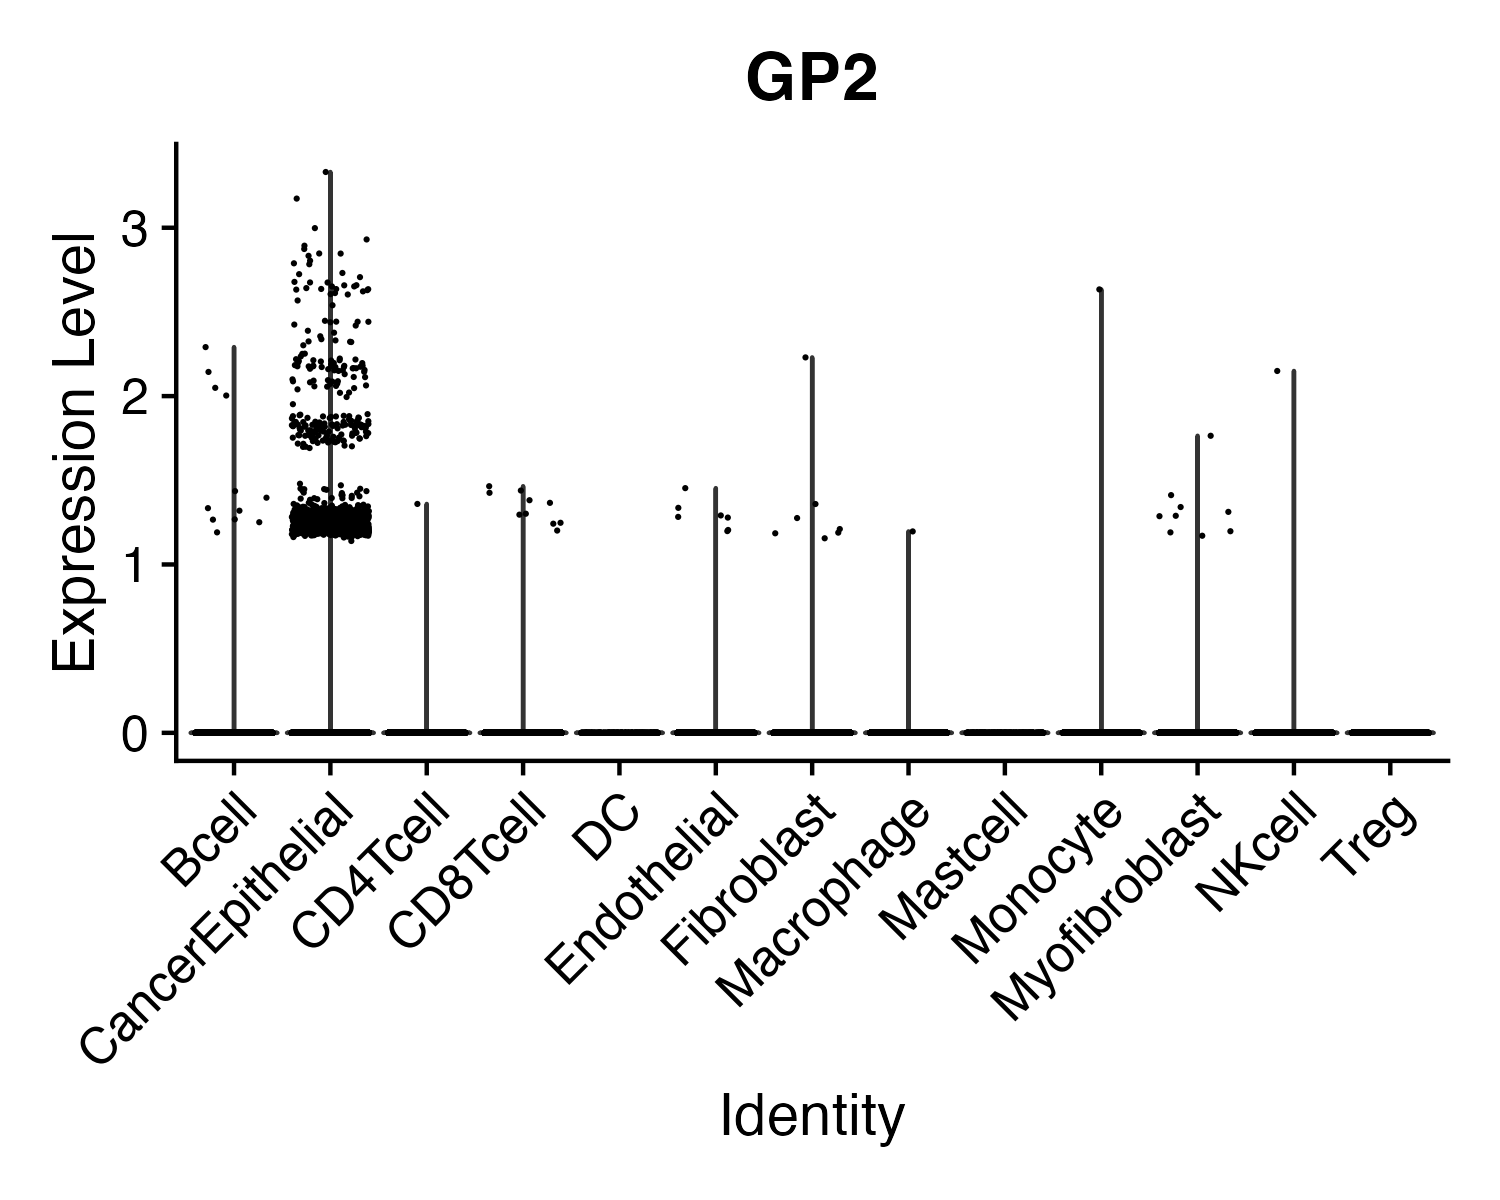 GP2
Expression Level
3
2
1
0
Bcell
CancerEpithelial
CD4Tcell
CD8Tcell
DC
Endothelial
Fibroblast
Macrophage
Mastcell
Monocyte
Myofibroblast
NKcell
Treg
Identity